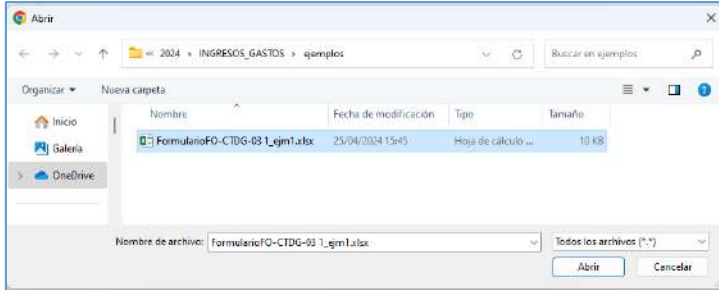 Abrir
« 2024 › INGRESOS_GASTOS › ejemplos
Buscar en ejemplos
Organizar
Nueva carpeta
Nombre
Fecha de modificación
Tipo
Tamaño
Inicio
Galería
OneDrive
FormularioFO-CTDG-03 1_ejm1.xlsx
25/04/2024 15:45
Hoja de cálculo ...
10 KB
Nombre de archivo:
FormularioFO-CTDG-03 1_ejm1.xlsx
Todos los archivos (*.*)
Abrir
Cancelar